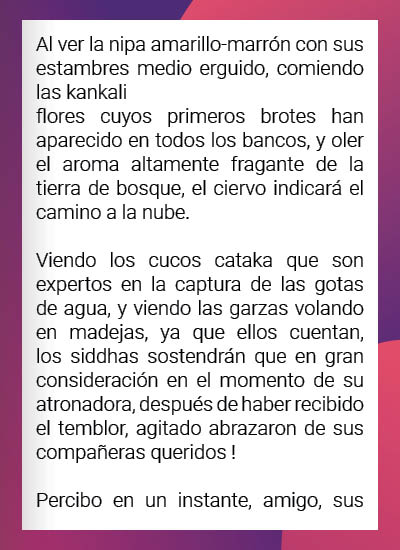 Al ver la nipa amarillo-marrón con sus
estambres medio erguido, comiendo
las kankali
flores cuyos primeros brotes han
aparecido en todos los bancos, y oler
el aroma altamente fragante de la
tierra de bosque, el ciervo indicará el
camino a la nube.
Viendo los cucos cataka que son
expertos en la captura de las gotas
de agua, y viendo las garzas volando
en madejas, ya que ellos cuentan,
los siddhas sostendrán que en gran
consideración en el momento de su
atronadora, después de haber recibido
el temblor, agitado abrazaron de sus
compañeras queridos !
Percibo en un instante, amigo, sus